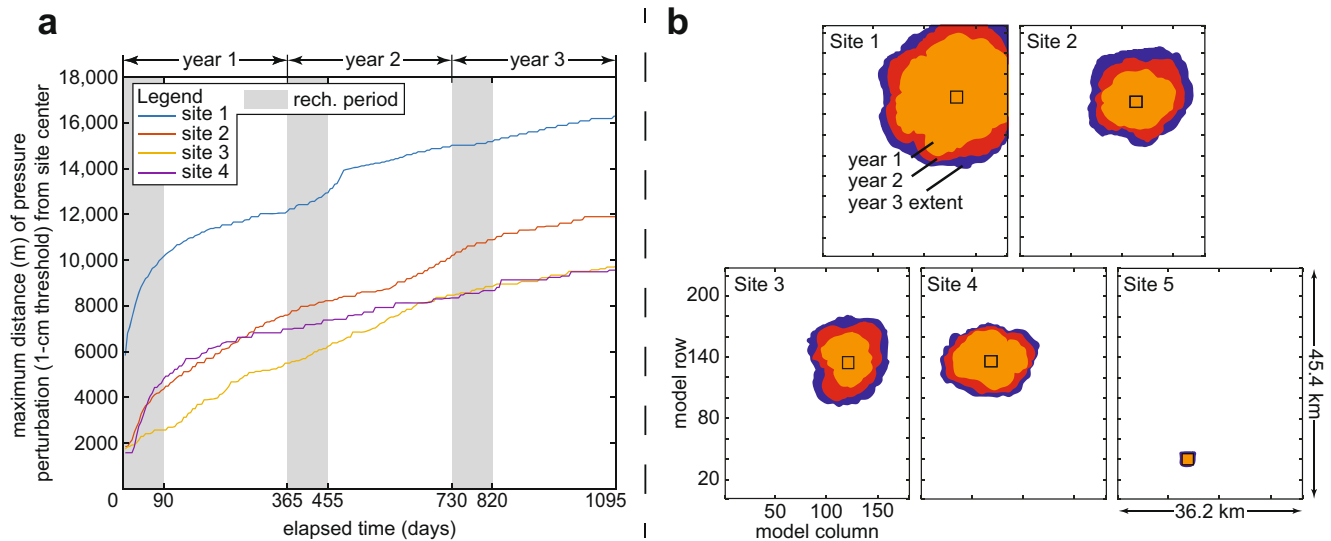 a
year 1
year 2
year 3
18,000
16,000
14,000
12,000
10,000
8000
6000
4000
2000
0
90
365
455
730
820
1095
elapsed time (days)
maximum distance (m) of pressure
perturbation (1-cm threshold) from site center
Legend
site 1
site 2
site 3
site 4
rech. period
b
Site 1
year 1
year 2
year 3 extent
Site 2
Site 3
Site 4
Site 5
220
140
80
20
model row
50
100
150
model column
45.4 km
36.2 km